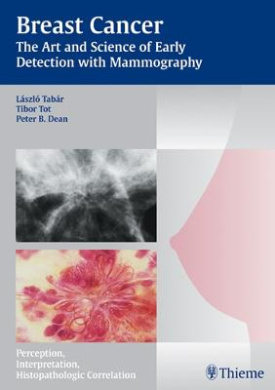 Breast Cancer
The Art and Science of Early
Detection with Mammography
László Tabár
Tibor Tot
Peter B. Dean
Perception,
Interpretation,
Histopathologic Correlation
Thieme